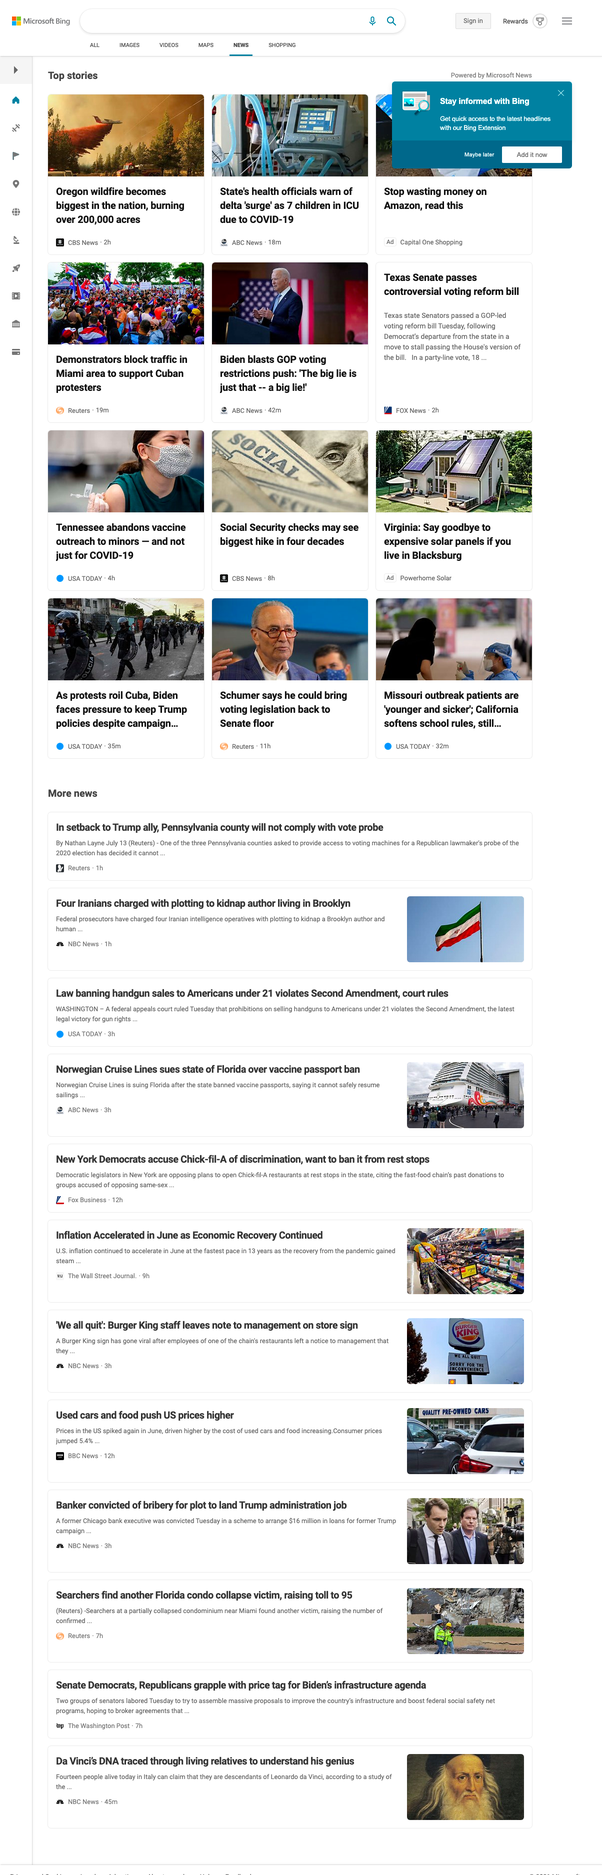 Microsoft Bing
Sign in
Rewards
ALL IMAGES VIDEOS MAPS NEWS SHOPPING
Top stories
Powered by Microsoft News
Stay informed with Bing
Get quick access to the latest headlines
with our Bing Extension
Maybe later
Add it now
Oregon wildfire becomes
biggest in the nation, burning
over 200,000 acres
CBS News · 2h
State's health officials warn of
delta 'surge' as 7 children in ICU
due to COVID-19
ABC News · 18m
Stop wasting money on
Amazon, read this
Ad Capital One Shopping
Demonstrators block traffic in
Miami area to support Cuban
protesters
Reuters · 19m
Biden blasts GOP voting
restrictions push: 'The big lie is
just that -- a big lie!'
ABC News · 42m
Texas Senate passes
controversial voting reform bill
Texas state Senators passed a GOP-led
voting reform bill Tuesday, following
Democrat's departure from the state in a
move to stall passing the House's version of
the bill. In a party-line vote, 18 ...
FOX News · 2h
Tennessee abandons vaccine
outreach to minors — and not
just for COVID-19
USA TODAY · 4h
SOCIAL
Social Security checks may see
biggest hike in four decades
CBS News · 8h
Virginia: Say goodbye to
expensive solar panels if you
live in Blacksburg
Ad Powerhome Solar
As protests roil Cuba, Biden
faces pressure to keep Trump
policies despite campaign...
USA TODAY · 35m
Schumer says he could bring
voting legislation back to
Senate floor
Reuters · 11h
Missouri outbreak patients are
'younger and sicker'; California
softens school rules, still...
USA TODAY · 32m
More news
In setback to Trump ally, Pennsylvania county will not comply with vote probe
By Nathan Layne July 13 (Reuters) - One of the three Pennsylvania counties asked to provide access to voting machines for a Republican lawmaker's probe of the
2020 election has decided it cannot ...
Reuters · 1h
Four Iranians charged with plotting to kidnap author living in Brooklyn
Federal prosecutors have charged four Iranian intelligence operatives with plotting to kidnap a Brooklyn author and
human ...
NBC News · 1h
Law banning handgun sales to Americans under 21 violates Second Amendment, court rules
WASHINGTON – A federal appeals court ruled Tuesday that prohibitions on selling handguns to Americans under 21 violates the Second Amendment, the latest
legal victory for gun rights ...
USA TODAY · 3h
Norwegian Cruise Lines sues state of Florida over vaccine passport ban
Norwegian Cruise Lines is suing Florida after the state banned vaccine passports, saying it cannot safely resume
sailings ...
ABC News · 3h
New York Democrats accuse Chick-fil-A of discrimination, want to ban it from rest stops
Democratic legislators in New York are opposing plans to open Chick-fil-A restaurants at rest stops in the state, citing the fast-food chain's past donations to
groups accused of opposing same-sex ...
Fox Business · 12h
Inflation Accelerated in June as Economic Recovery Continued
U.S. inflation continued to accelerate in June at the fastest pace in 13 years as the recovery from the pandemic gained
steam ...
The Wall Street Journal. · 9h
'We all quit': Burger King staff leaves note to management on store sign
A Burger King sign has gone viral after employees of one of the chain's restaurants left a notice to management that
they ...
NBC News · 3h
BURGER
KING
WE ALL QUIT
SORRY FOR THE
INCONVENIENCE
Used cars and food push US prices higher
Prices in the US spiked again in June, driven higher by the cost of used cars and food increasing.Consumer prices
jumped 5.4% ...
BBC News · 12h
QUALITY PRE-OWNED CARS
Banker convicted of bribery for plot to land Trump administration job
A former Chicago bank executive was convicted Tuesday in a scheme to arrange $16 million in loans for former Trump
campaign ...
NBC News · 3h
Searchers find another Florida condo collapse victim, raising toll to 95
(Reuters) -Searchers at a partially collapsed condominium near Miami found another victim, raising the number of
confirmed ...
Reuters · 7h
Senate Democrats, Republicans grapple with price tag for Biden's infrastructure agenda
Two groups of senators labored Tuesday to try to assemble massive proposals to improve the country's infrastructure and boost federal social safety net
programs, hoping to broker agreements that ...
The Washington Post · 7h
Da Vinci's DNA traced through living relatives to understand his genius
Fourteen people alive today in Italy can claim that they are descendants of Leonardo da Vinci, according to a study of
the ...
NBC News · 45m